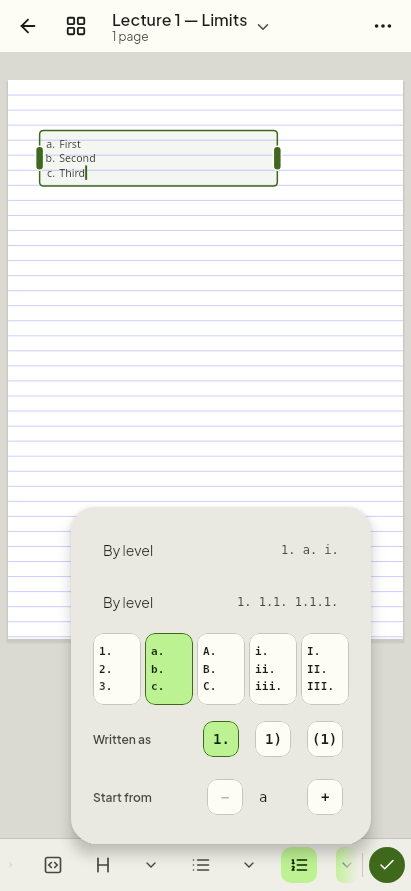 Lecture 1 — Limits
1 page
a. First
b. Second
c. Third
By level 1. a. i.
By level 1. 1.1. 1.1.1.
1. a. A. i. I.
2. b. B. ii. II.
3. c. C. iii. III.
Written as 1. 1) (1)
Start from − a +
H